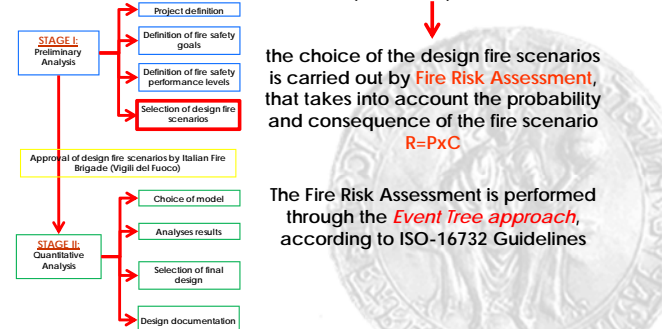 Project definition
STAGE I:
Preliminary
Analysis
Definition of fire safety
goals
Definition of fire safety
performance levels
Selection of design fire
scenarios
Approval of design fire scenarios by Italian Fire
Brigade (Vigili del Fuoco)
STAGE II:
Quantitative
Analysis
Choice of model
Analyses results
Selection of final
design
Design documentation
the choice of the design fire scenarios
is carried out by Fire Risk Assessment,
that takes into account the probability
and consequence of the fire scenario
R=PxC
The Fire Risk Assessment is performed
through the Event Tree approach,
according to ISO-16732 Guidelines